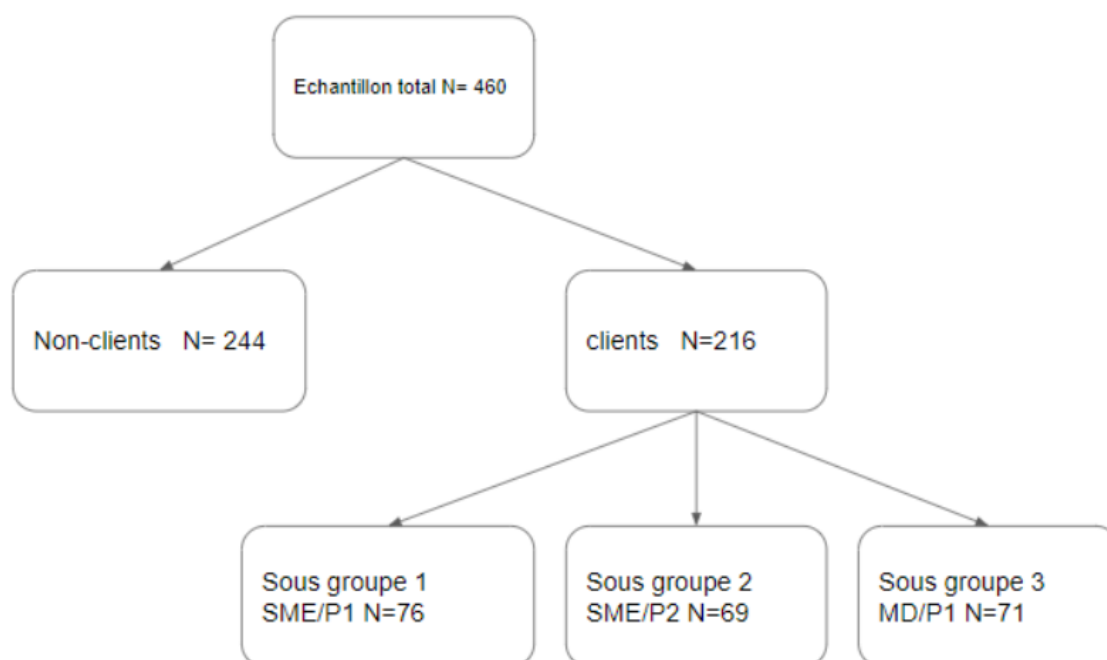 Echantillon total N= 460
Non-clients N= 244
clients N=216
Sous groupe 1
SME/P1 N=76
Sous groupe 2
SME/P2 N=69
Sous groupe 3
MD/P1 N=71